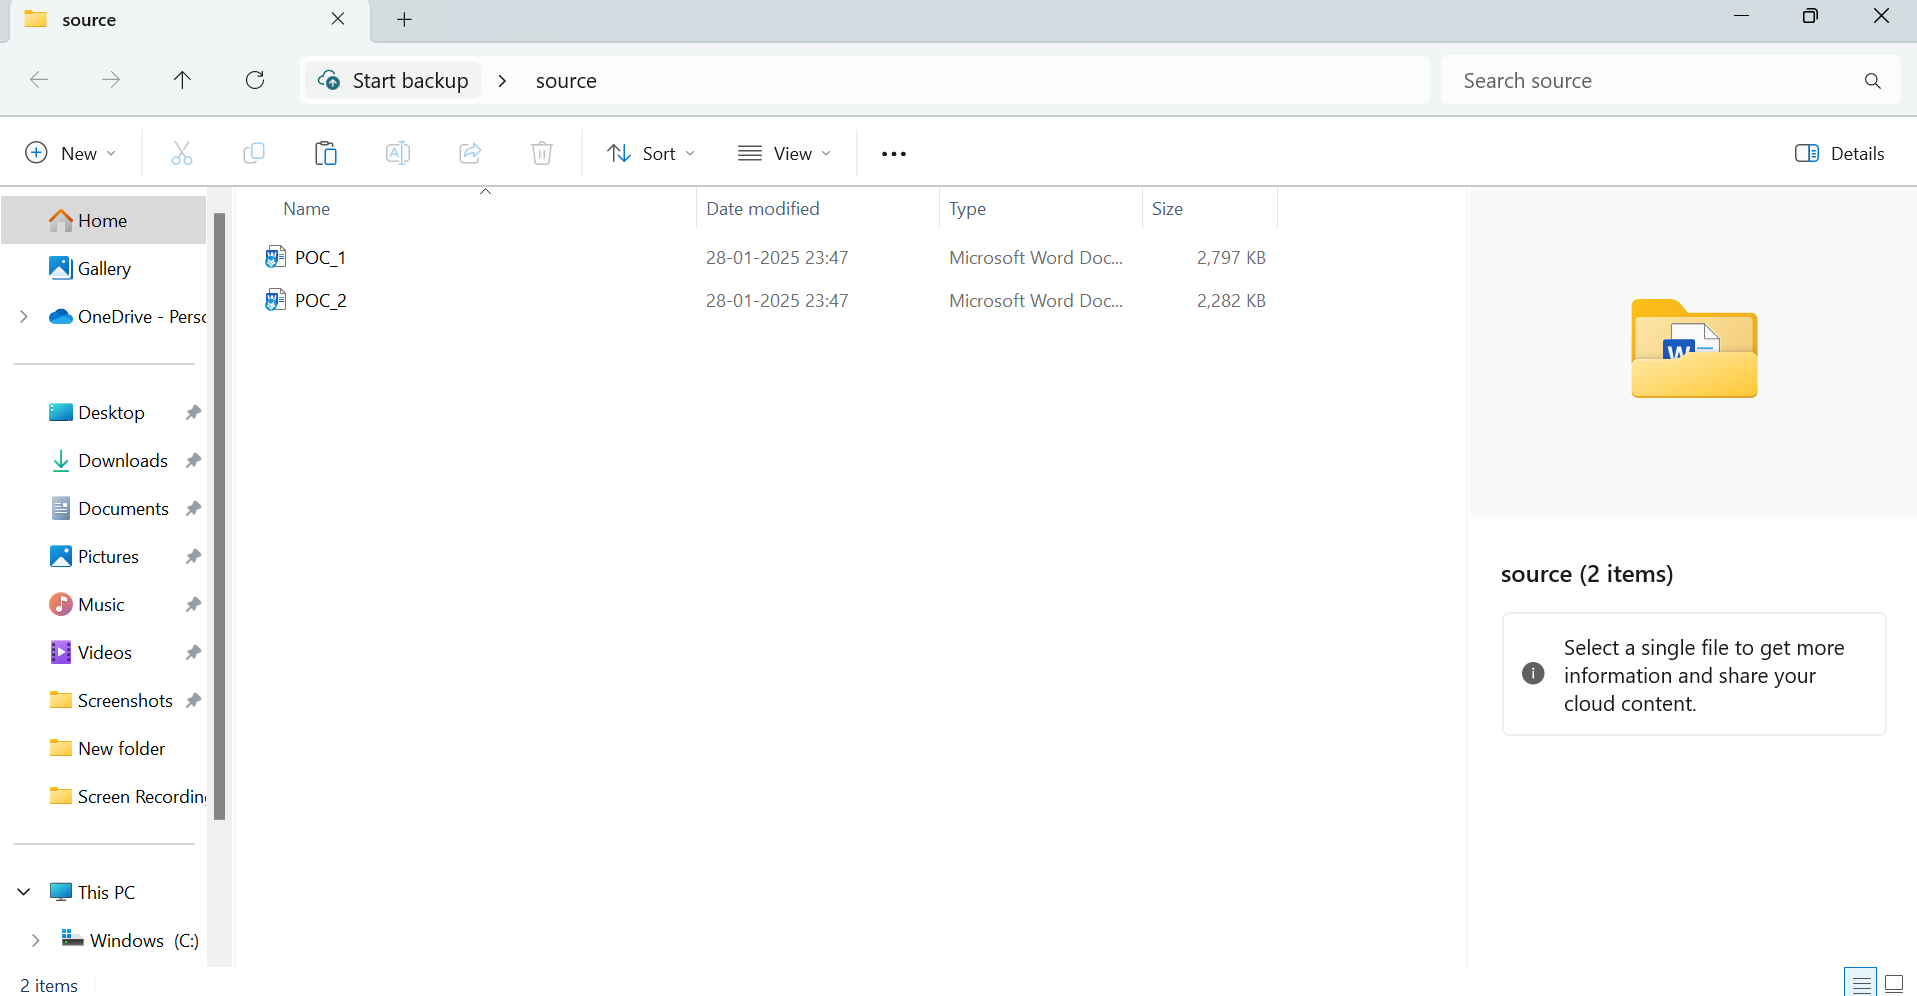 source
Start backup > source
Search source
New
Sort
View
Details
Name
Date modified
Type
Size
POC_1
28-01-2025 23:47
Microsoft Word Doc...
2,797 KB
POC_2
28-01-2025 23:47
Microsoft Word Doc...
2,282 KB
Home
Gallery
OneDrive - Perso
Desktop
Downloads
Documents
Pictures
Music
Videos
Screenshots
New folder
Screen Recording
This PC
Windows (C:)
W
source (2 items)
Select a single file to get more
information and share your
cloud content.
2 items